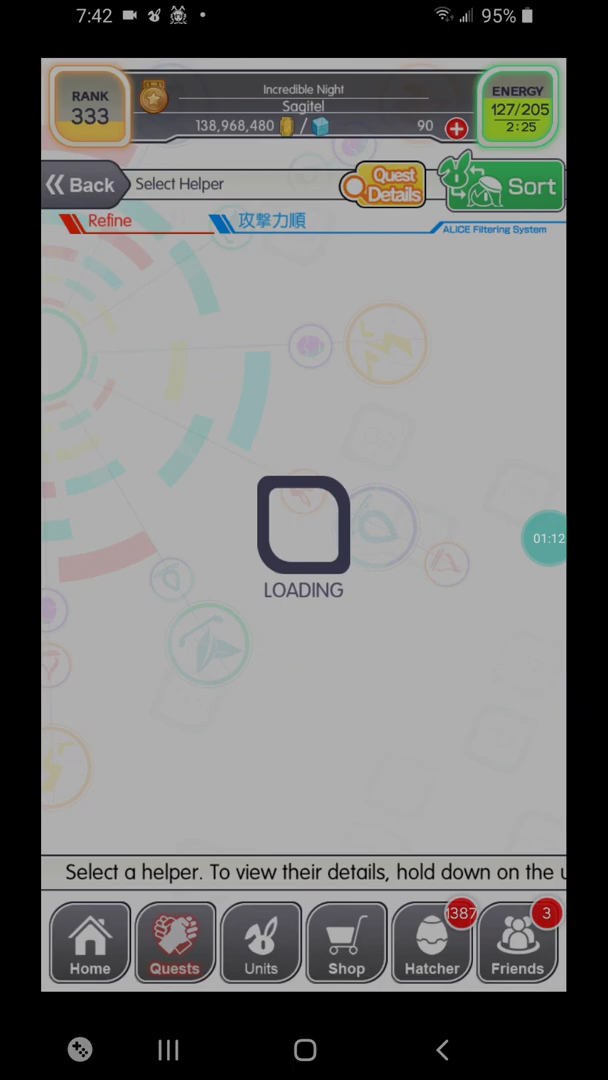 7:42
95%
RANK
333
Incredible Night
Sagitel
138,968,480 / 90
ENERGY
127/205
2:25
Back
Select Helper
Quest
Details
Sort
Refine
攻撃力順
ALICE Filtering System
LOADING
01:12
Select a helper. To view their details, hold down on the u
1387
3
Home
Quests
Units
Shop
Hatcher
Friends